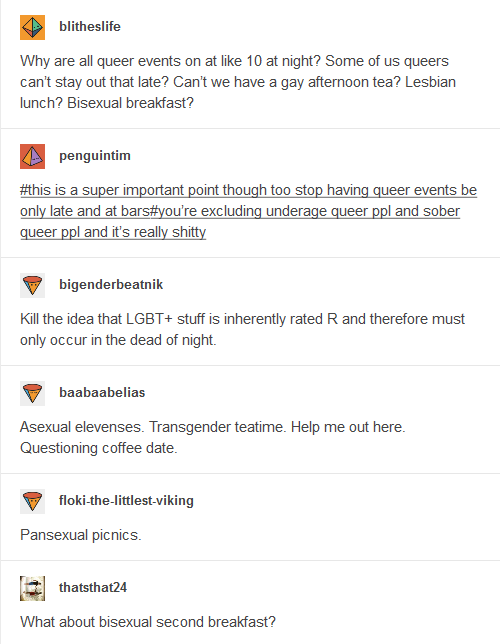 blitheslife
Why are all queer events on at like 10 at night? Some of us queers
can't stay out that late? Can't we have a gay afternoon tea? Lesbian
lunch? Bisexual breakfast?
penguintim
#this is a super important point though too stop having queer events be
only late and at bars#you're excluding underage queer ppl and sober
queer ppl and it's really shitty
bigenderbeatnik
Kill the idea that LGBT+ stuff is inherently rated R and therefore must
only occur in the dead of night.
baabaabelias
Asexual elevenses. Transgender teatime. Help me out here.
Questioning coffee date.
floki-the-littlest-viking
Pansexual picnics.
thatsthat24
What about bisexual second breakfast?